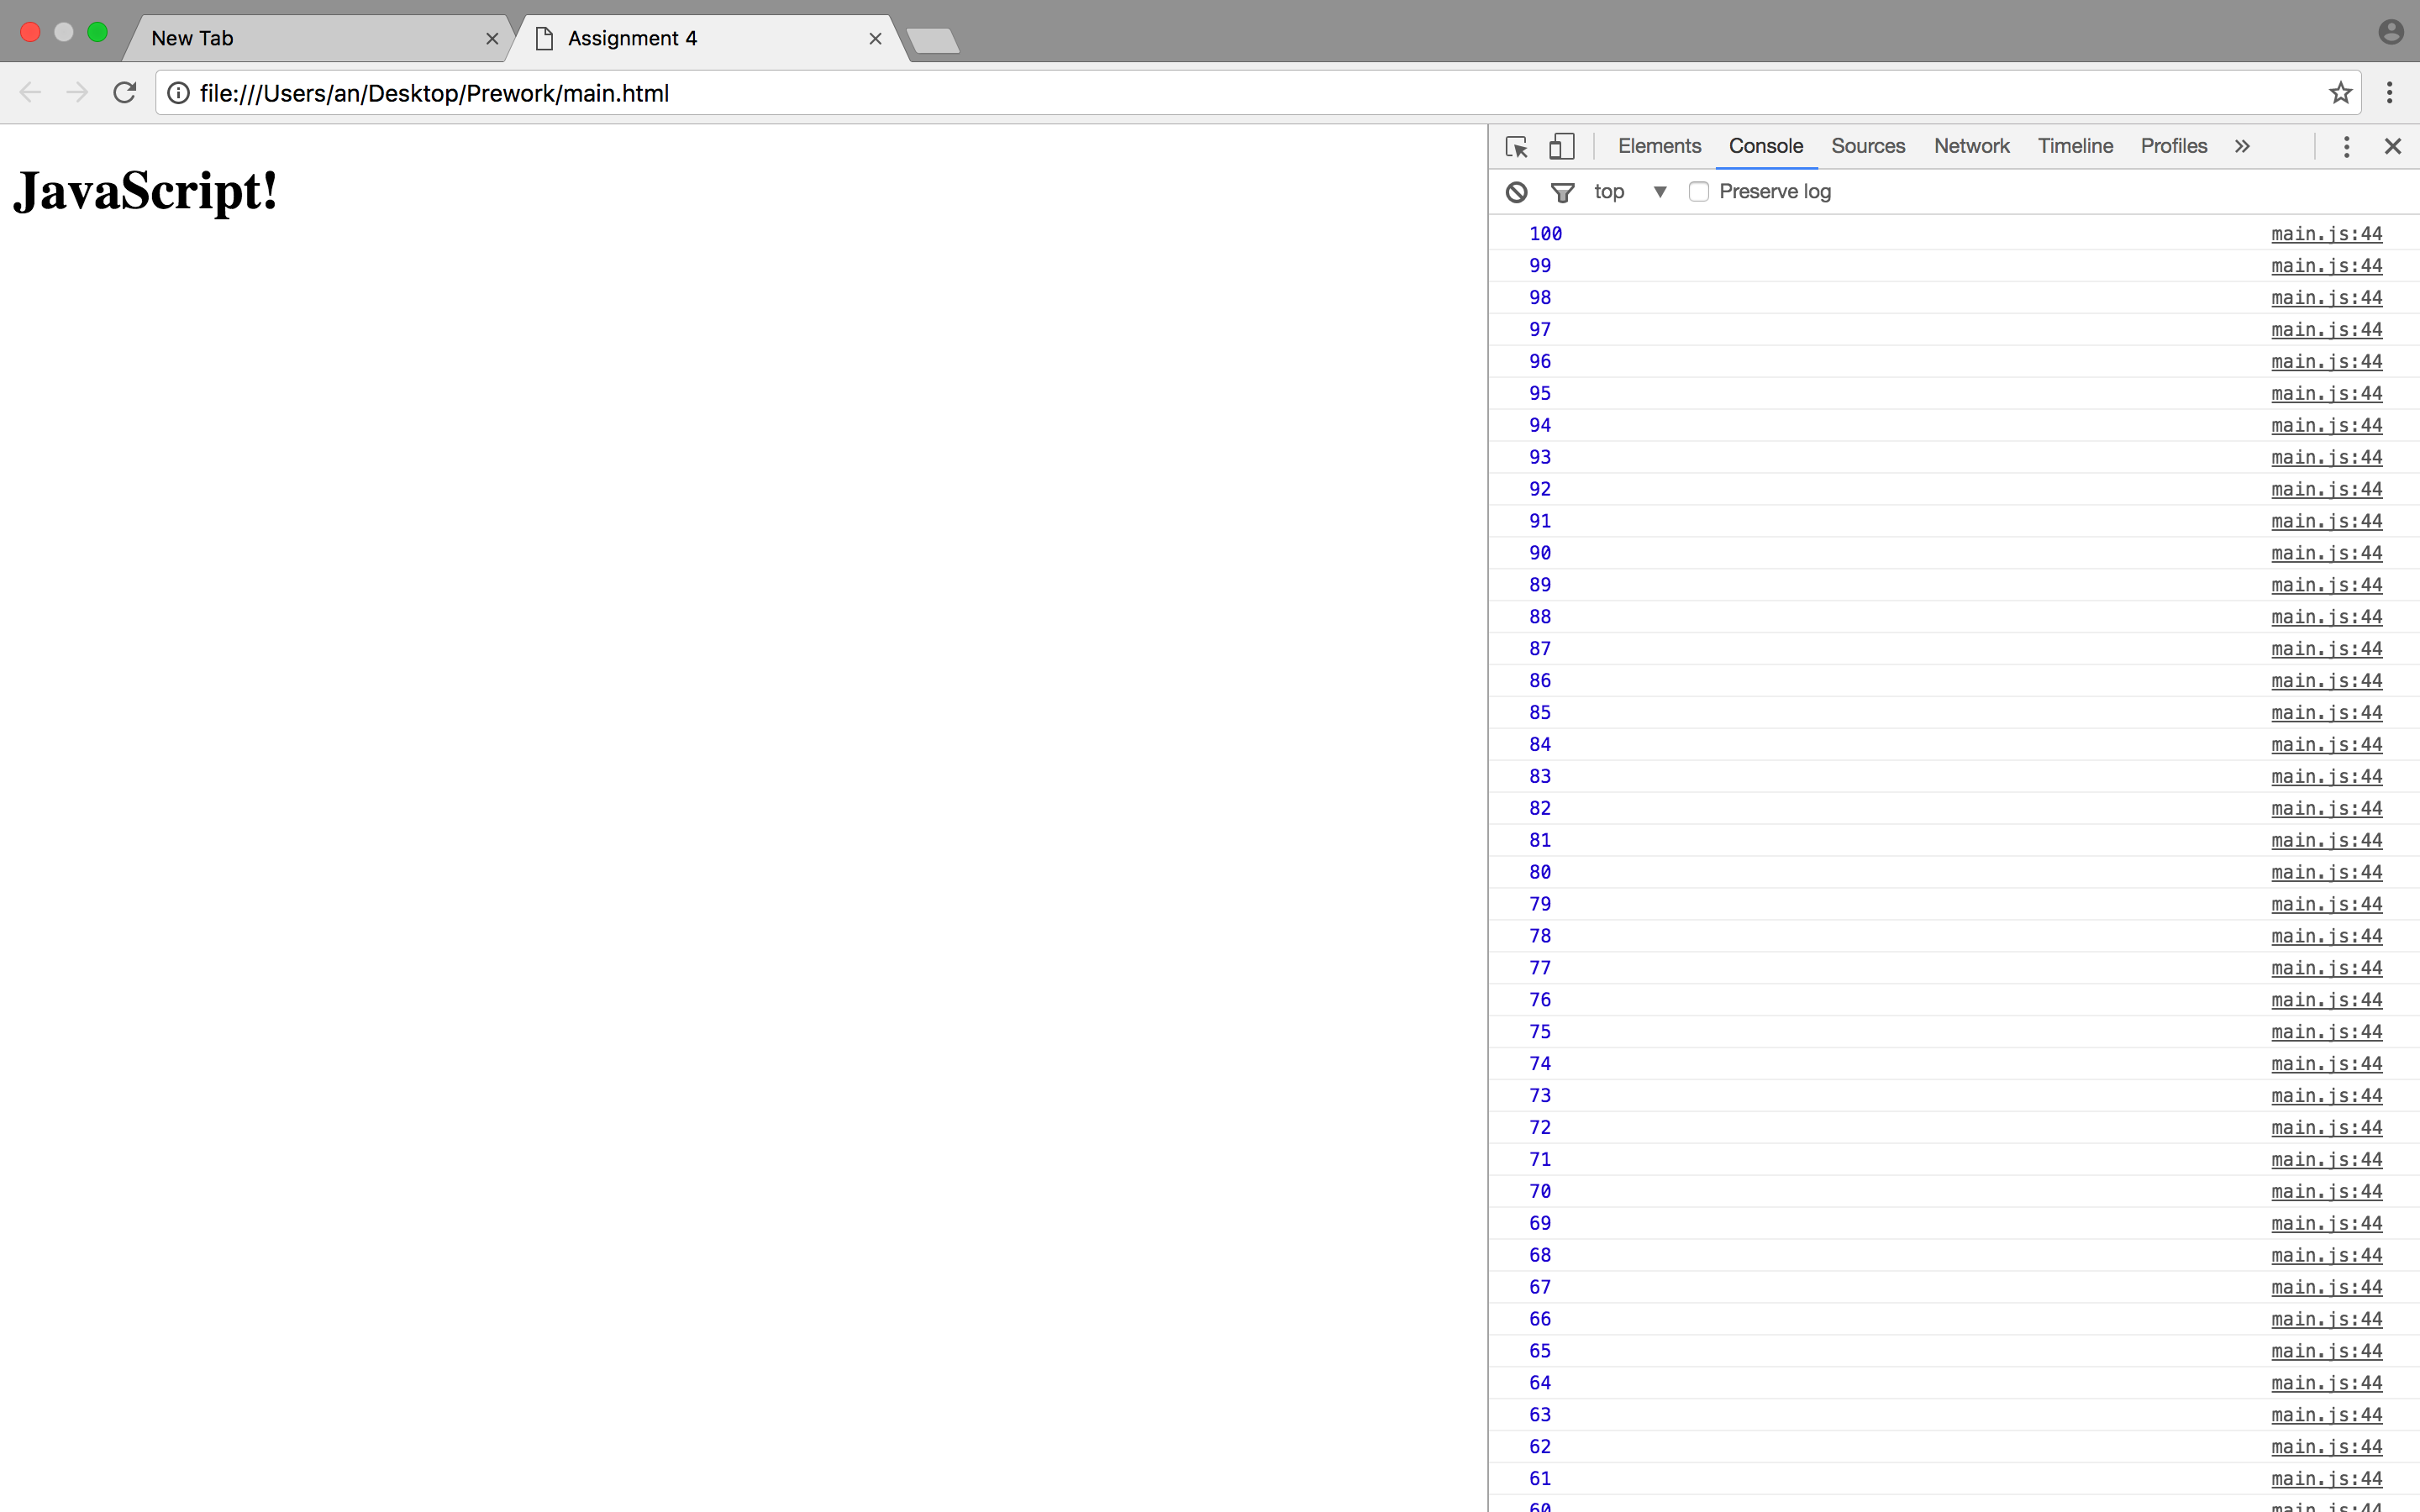 New Tab
Assignment 4
file:///Users/an/Desktop/Prework/main.html
JavaScript!
Elements Console Sources Network Timeline Profiles »
top Preserve log
100 main.js:44
99 main.js:44
98 main.js:44
97 main.js:44
96 main.js:44
95 main.js:44
94 main.js:44
93 main.js:44
92 main.js:44
91 main.js:44
90 main.js:44
89 main.js:44
88 main.js:44
87 main.js:44
86 main.js:44
85 main.js:44
84 main.js:44
83 main.js:44
82 main.js:44
81 main.js:44
80 main.js:44
79 main.js:44
78 main.js:44
77 main.js:44
76 main.js:44
75 main.js:44
74 main.js:44
73 main.js:44
72 main.js:44
71 main.js:44
70 main.js:44
69 main.js:44
68 main.js:44
67 main.js:44
66 main.js:44
65 main.js:44
64 main.js:44
63 main.js:44
62 main.js:44
61 main.js:44
60 main.js:44